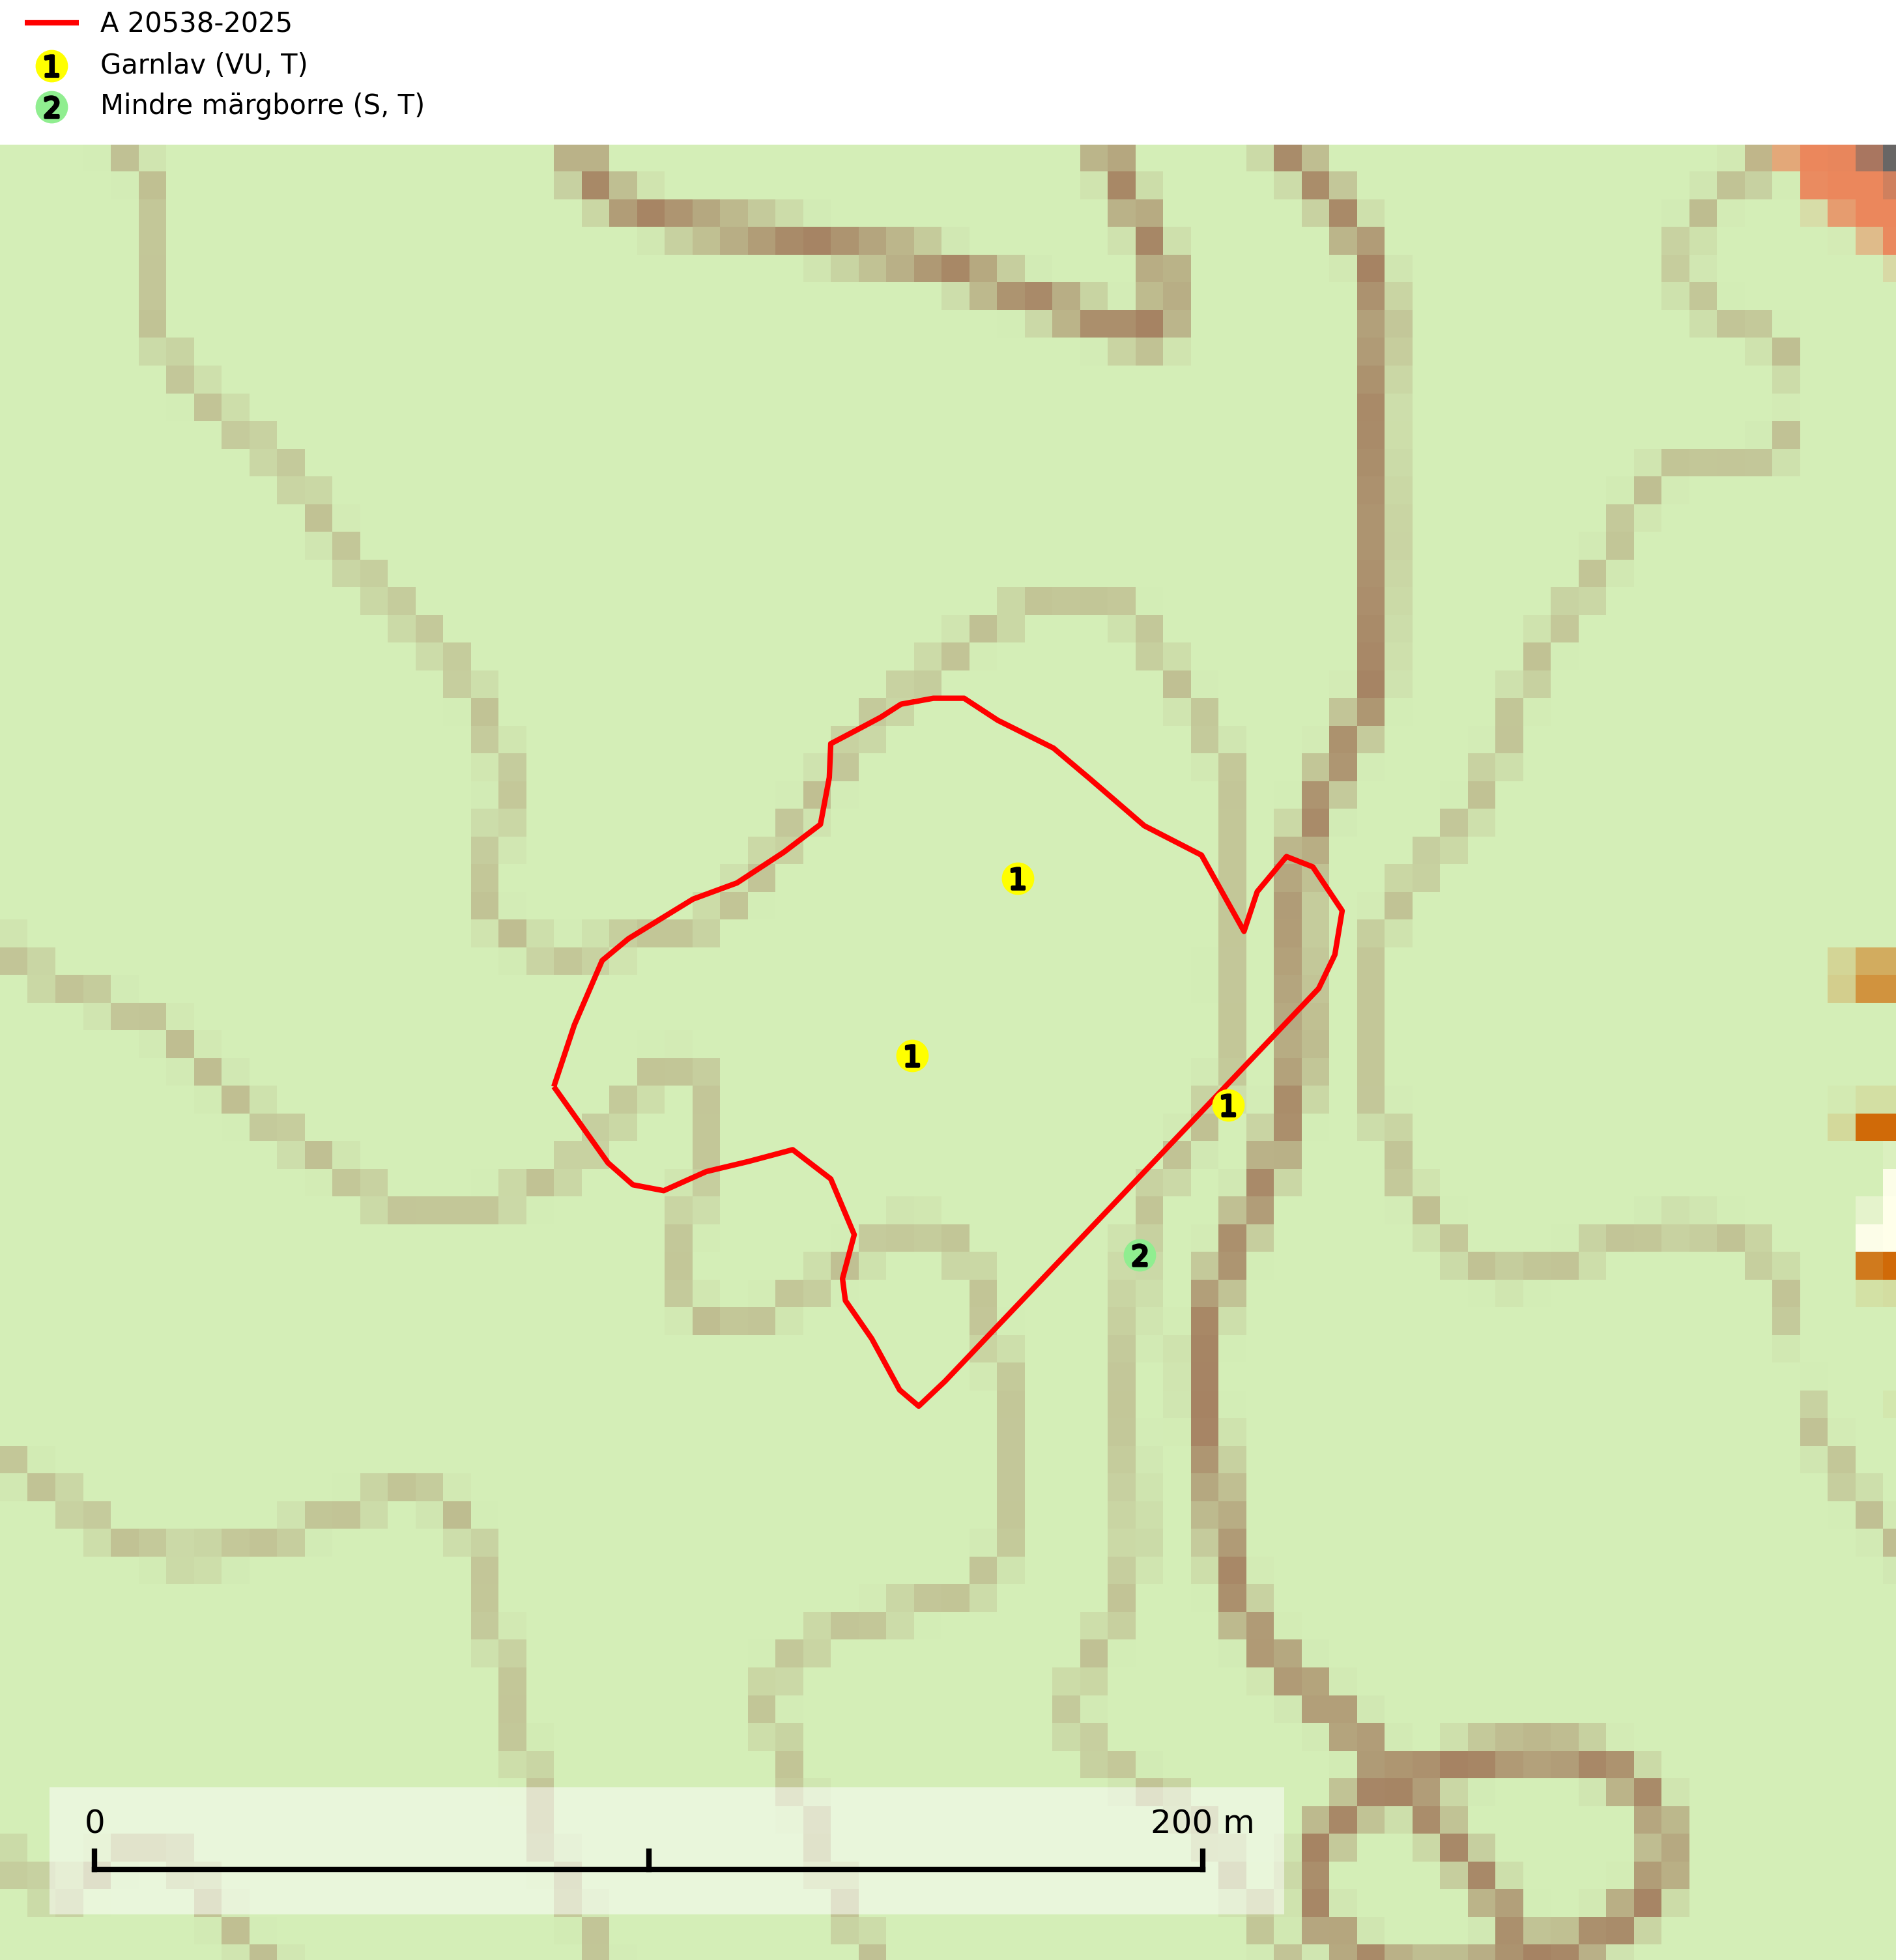 A 20538-2025
1 Garnlav (VU, T)
2 Mindre märgborre (S, T)
1
1
1
2
0 200 m